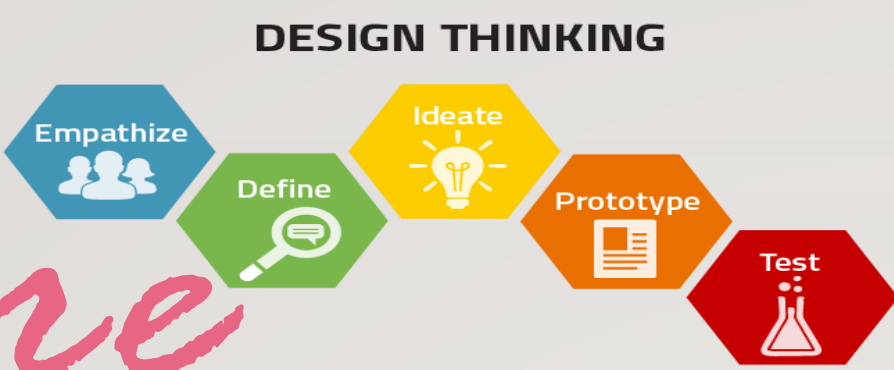 DESIGN THINKING
Empathize
Define
Ideate
Prototype
Test